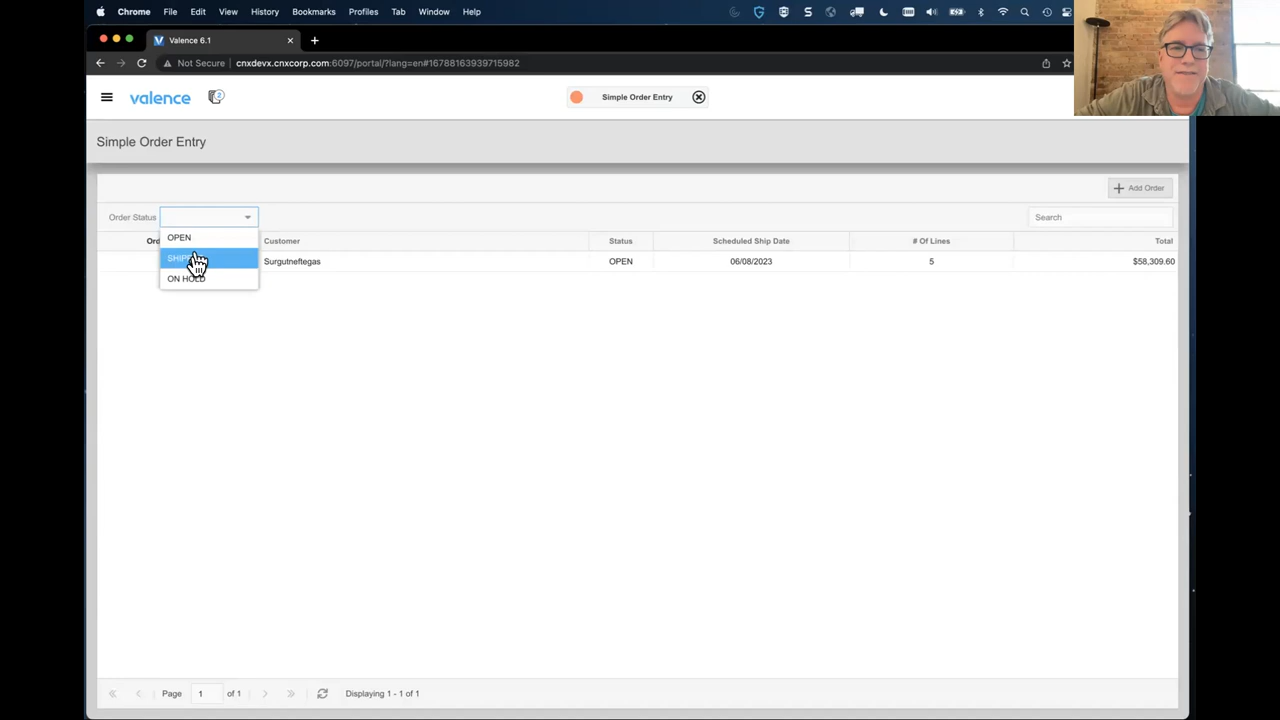 Chrome File Edit View History Bookmarks Profiles Tab Window Help
Valence 6.1
Not Secure cnxdevx.cnxcorp.com:6097/portal/?lang=en#16788163939715982
valence 2 Simple Order Entry
Simple Order Entry
Add Order
Order Status Search
OPEN
Customer Status Scheduled Ship Date # Of Lines Total
Surgutneftegas OPEN 06/08/2023 5 $58,309.60
ON HOLD
Page 1 of 1 Displaying 1 - 1 of 1